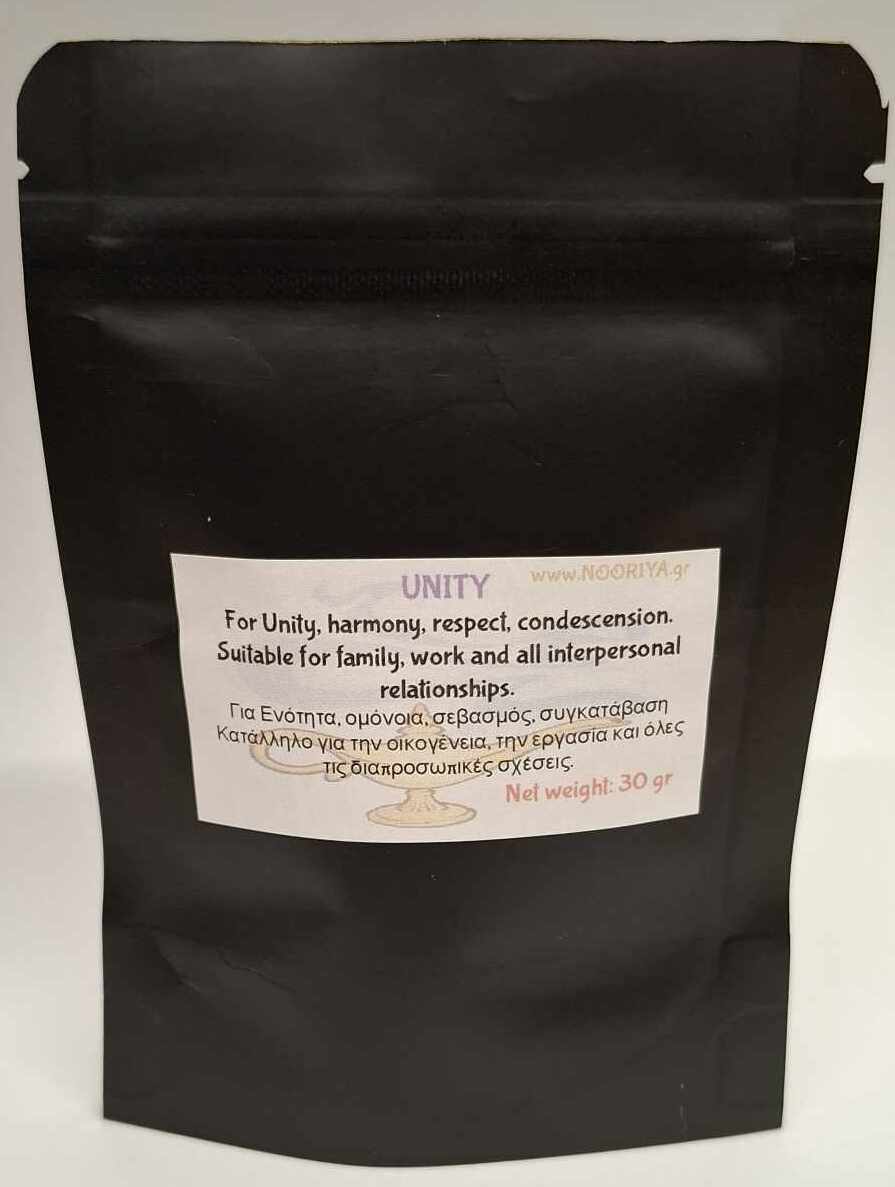 UNITY
www.NOORIYA.gr
For Unity, harmony, respect, condescension.
Suitable for family, work and all interpersonal
relationships.
Για Ενότητα, ομόνοια, σεβασμός, συγκατάβαση
Κατάλληλο για την οικογένεια, την εργασία και όλες
τις διαπροσωπικές σχέσεις.
Net weight: 30 gr